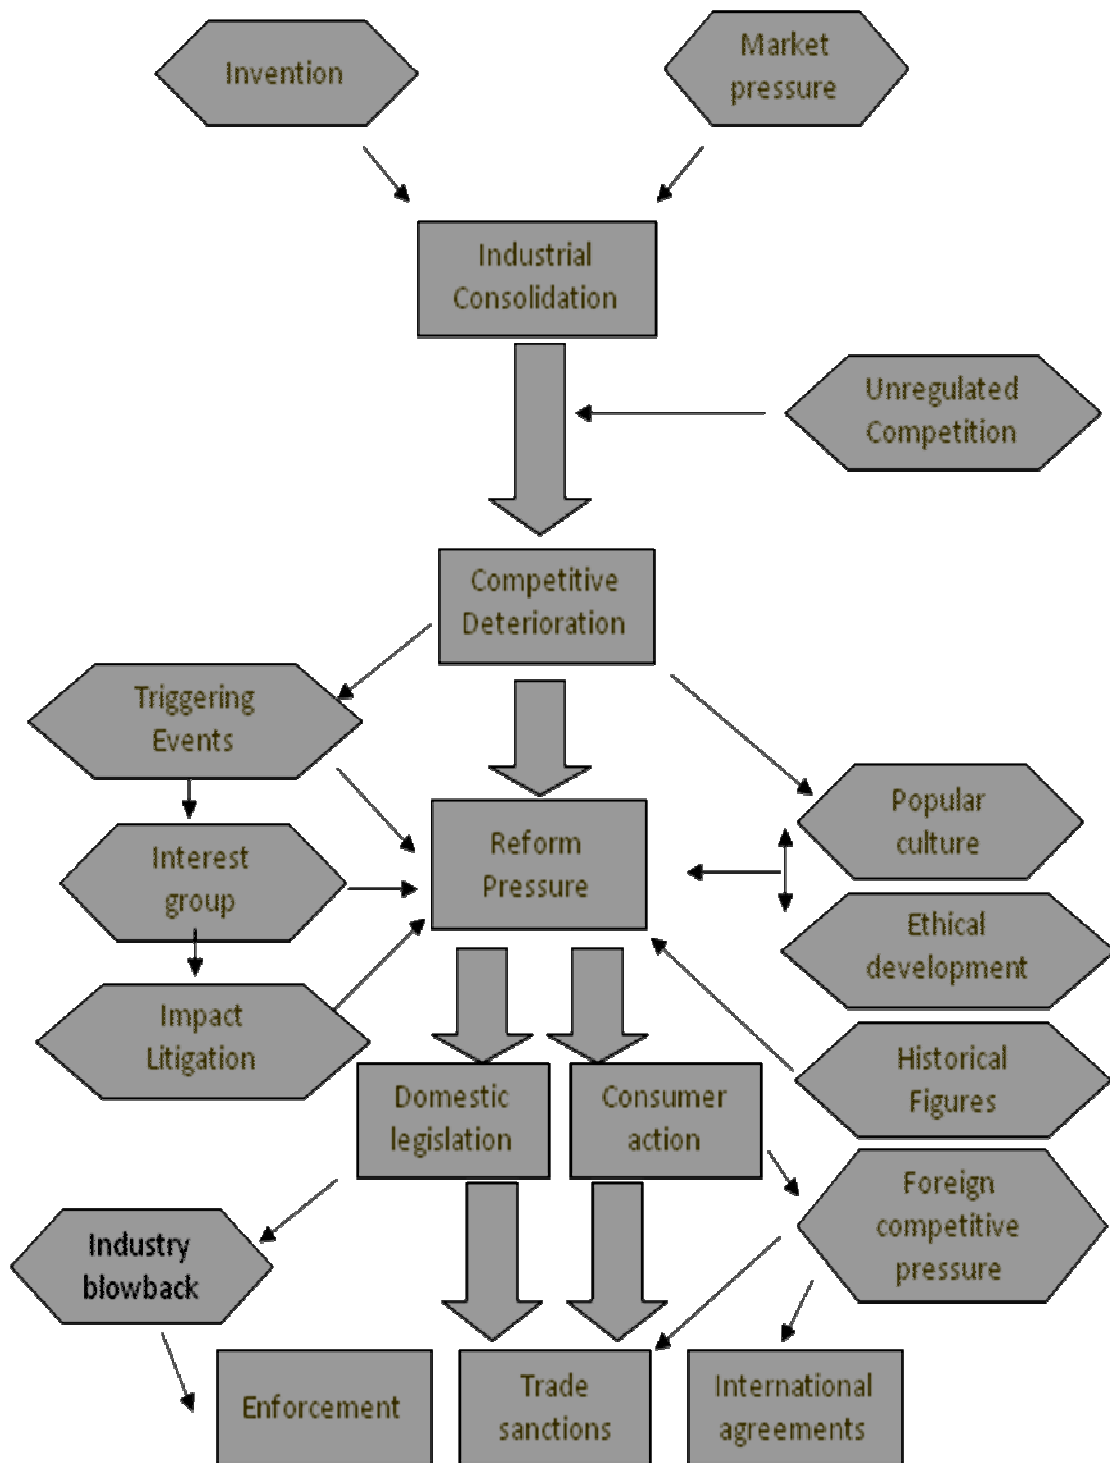 Invention
Market
pressure
Industrial
Consolidation
Unregulated
Competition
Competitive
Deterioration
Triggering
Events
Popular
culture
Reform
Pressure
Interest
group
Ethical
development
Impact
Litigation
Historical
Figures
Domestic
legislation
Consumer
action
Foreign
competitive
pressure
Industry
blowback
Enforcement
Trade
sanctions
International
agreements